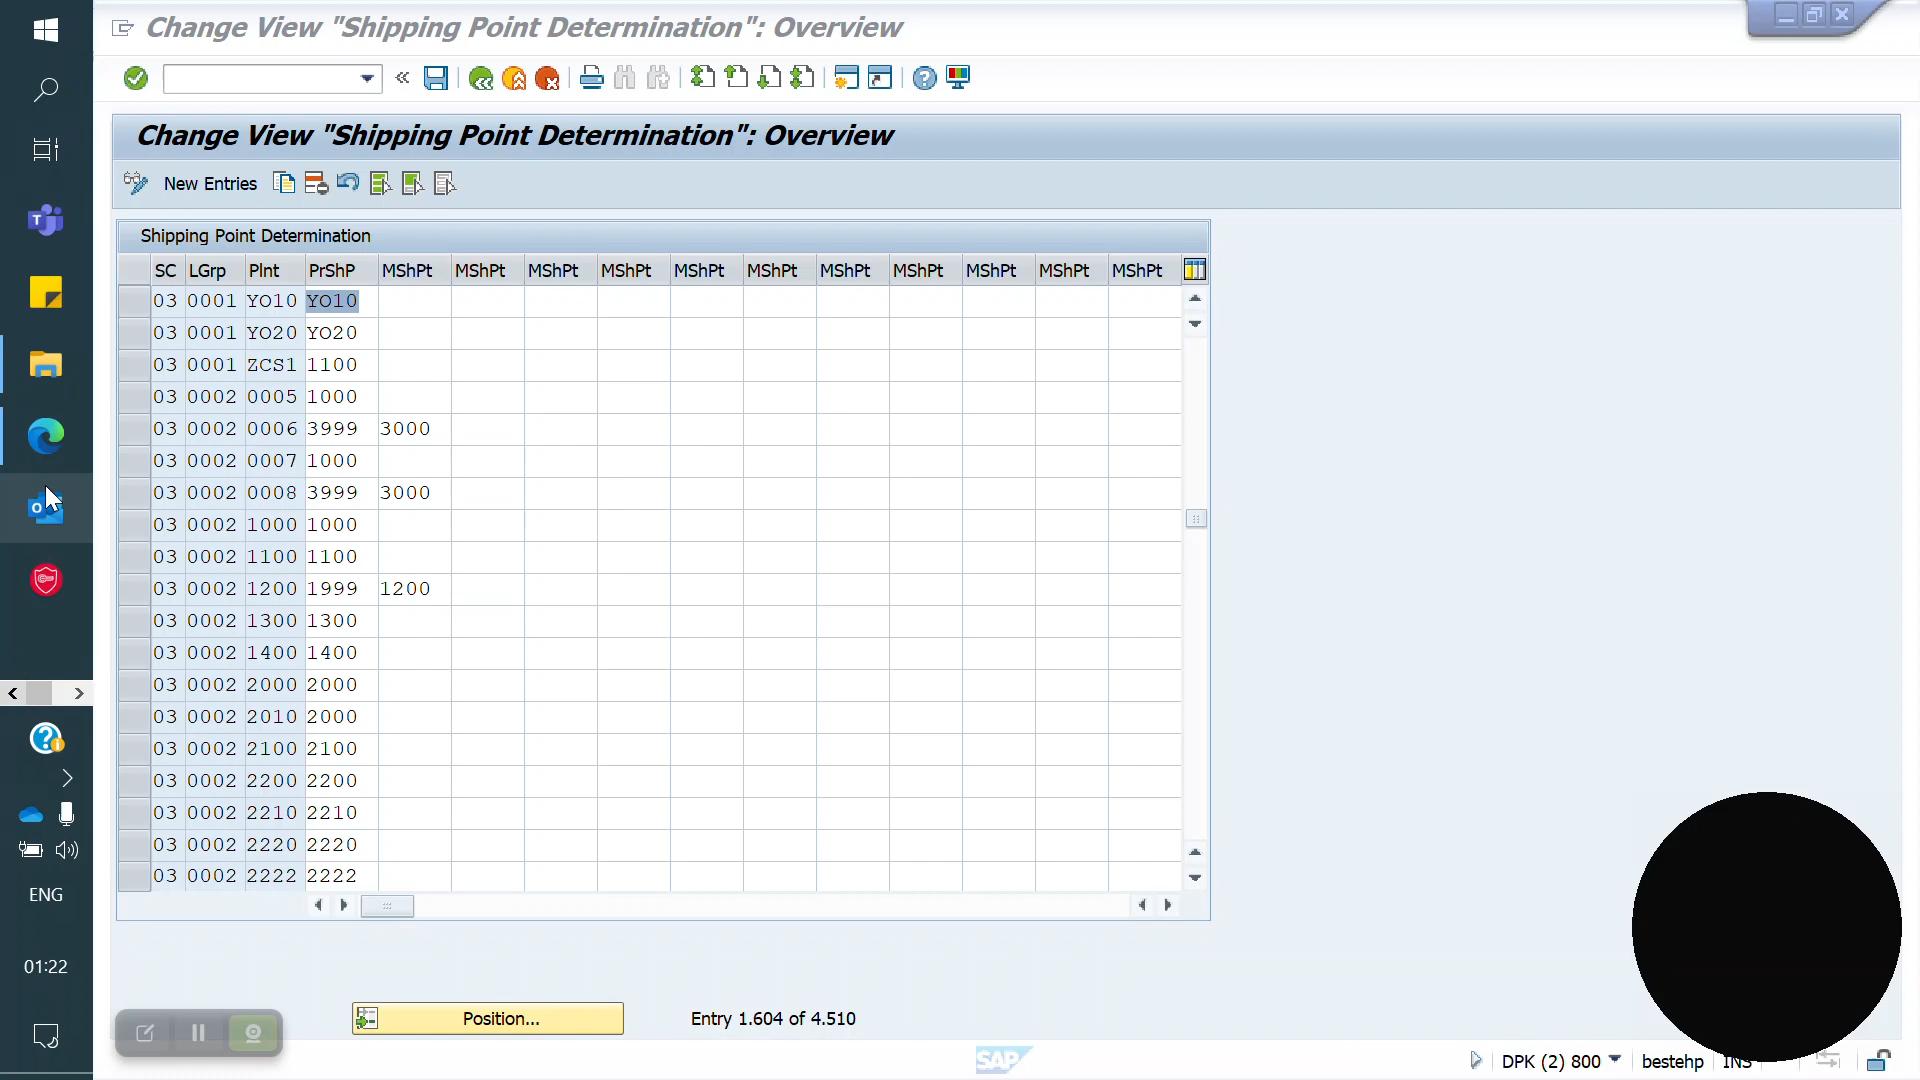 Change View "Shipping Point Determination": Overview
Change View "Shipping Point Determination": Overview
New Entries
Shipping Point Determination
SC LGrp Plnt PrShP MShPt MShPt MShPt MShPt MShPt MShPt MShPt MShPt MShPt MShPt MShPt
03 0001 YO10 YO10
03 0001 YO20 YO20
03 0001 ZCS1 1100
03 0002 0005 1000
03 0002 0006 3999 3000
03 0002 0007 1000
03 0002 0008 3999 3000
03 0002 1000 1000
03 0002 1100 1100
03 0002 1200 1999 1200
03 0002 1300 1300
03 0002 1400 1400
03 0002 2000 2000
03 0002 2010 2000
03 0002 2100 2100
03 0002 2200 2200
03 0002 2210 2210
03 0002 2220 2220
03 0002 2222 2222
ENG
01:22
Position...
Entry 1.604 of 4.510
SAP
DPK (2) 800
bestehp
INS